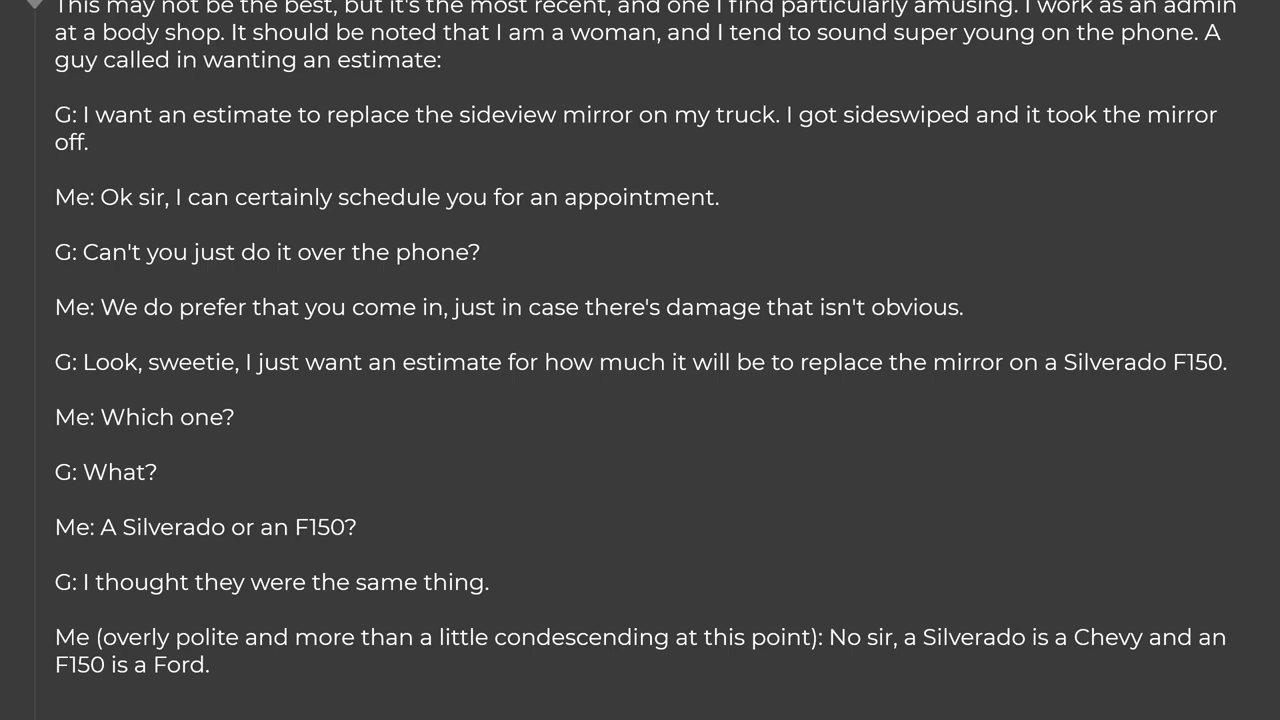 This may not be the best, but it's the most recent, and one I find particularly amusing. I work as an admin
at a body shop. It should be noted that I am a woman, and I tend to sound super young on the phone. A
guy called in wanting an estimate:
G: I want an estimate to replace the sideview mirror on my truck. I got sideswiped and it took the mirror
off.
Me: Ok sir, I can certainly schedule you for an appointment.
G: Can't you just do it over the phone?
Me: We do prefer that you come in, just in case there's damage that isn't obvious.
G: Look, sweetie, I just want an estimate for how much it will be to replace the mirror on a Silverado F150.
Me: Which one?
G: What?
Me: A Silverado or an F150?
G: I thought they were the same thing.
Me (overly polite and more than a little condescending at this point): No sir, a Silverado is a Chevy and an
F150 is a Ford.